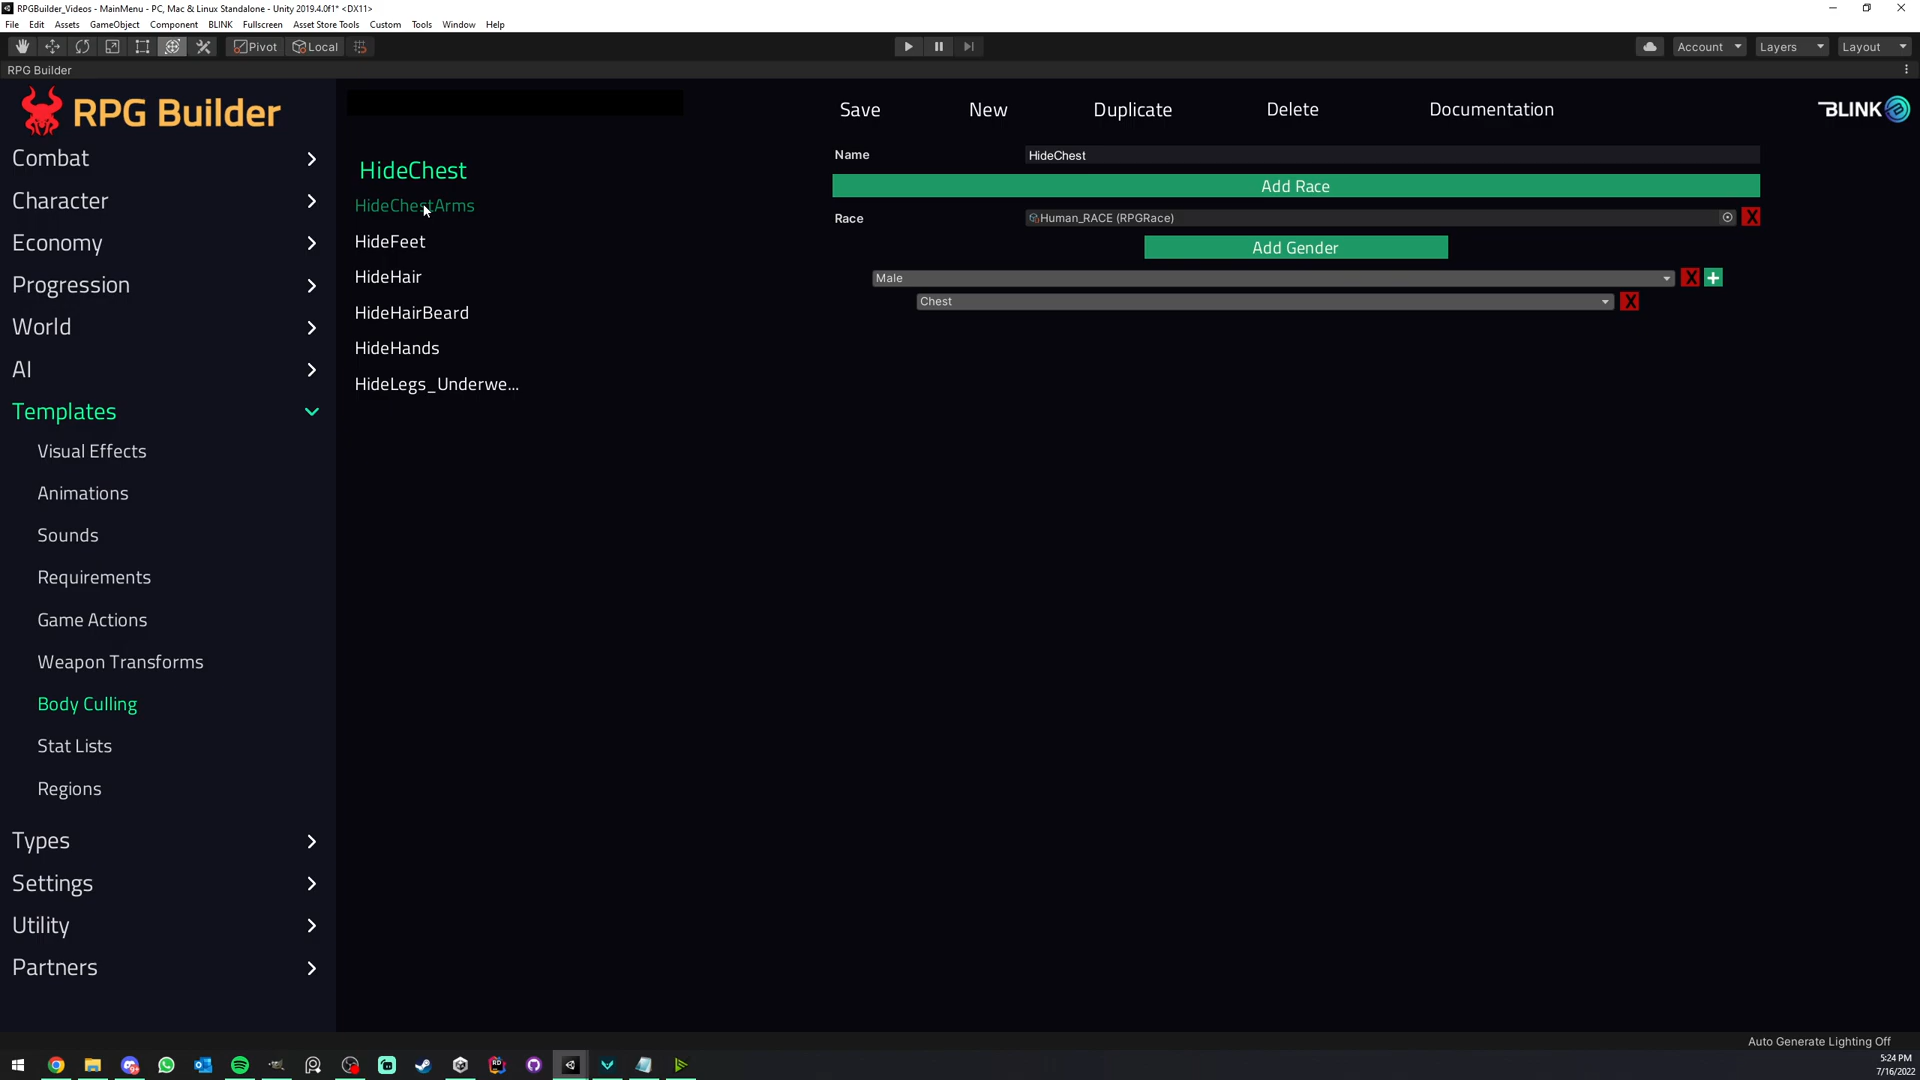 RPGBuilder_Videos - MainMenu - PC, Mac & Linux Standalone - Unity 2019.4.0f1* <DX11>
File Edit Assets GameObject Component BLINK Fullscreen Asset Store Tools Custom Tools Window Help
Pivot Local Account Layers Layout
RPG Builder
RPG Builder
Combat
Character
Economy
Progression
World
AI
Templates
Visual Effects
Animations
Sounds
Requirements
Game Actions
Weapon Transforms
Body Culling
Stat Lists
Regions
Types
Settings
Utility
Partners
HideChest
HideChestArms
HideFeet
HideHair
HideHairBeard
HideHands
HideLegs_Underwe...
Save New Duplicate Delete Documentation
BLINK
Name HideChest
Add Race
Race Human_RACE (RPGRace) X
Add Gender
Male X +
Chest X
Auto Generate Lighting Off
5:24 PM
7/16/2022